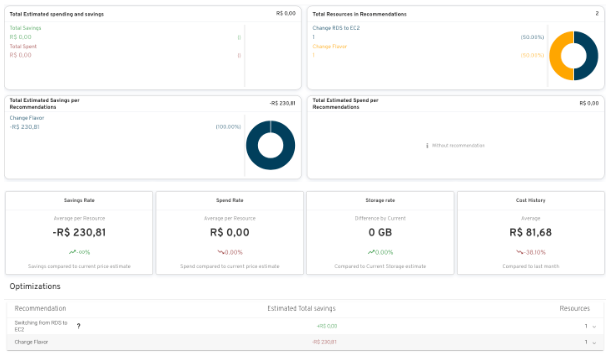 Total Estimated spending and savings R$ 0,00
Total Savings
R$ 0,00
Total Spent
R$ 0,00
Total Resources in Recommendations 2
Change RDS to EC2
1 (50.00%)
Change Flavor
1 (50.00%)
Total Estimated Savings per Recommendations -R$ 230,81
Change Flavor
-R$ 230,81 (100.00%)
Total Estimated Spend per Recommendations R$ 0,00
Without recommendation
Savings Rate
Average per Resource
-R$ 230,81
Savings compared to current price estimate
Spend Rate
Average per Resource
R$ 0,00
0.00%
Spend compared to current price estimate
Storage rate
Difference by Current
0 GB
0.00%
Compared to Current Storage estimate
Cost History
Average
R$ 81,68
-38.10%
Compared to last month
Optimizations
Recommendation Estimated Total savings Resources
Switching from RDS to EC2 ? +R$ 0,00 1
Change Flavor -R$ 230,81 1